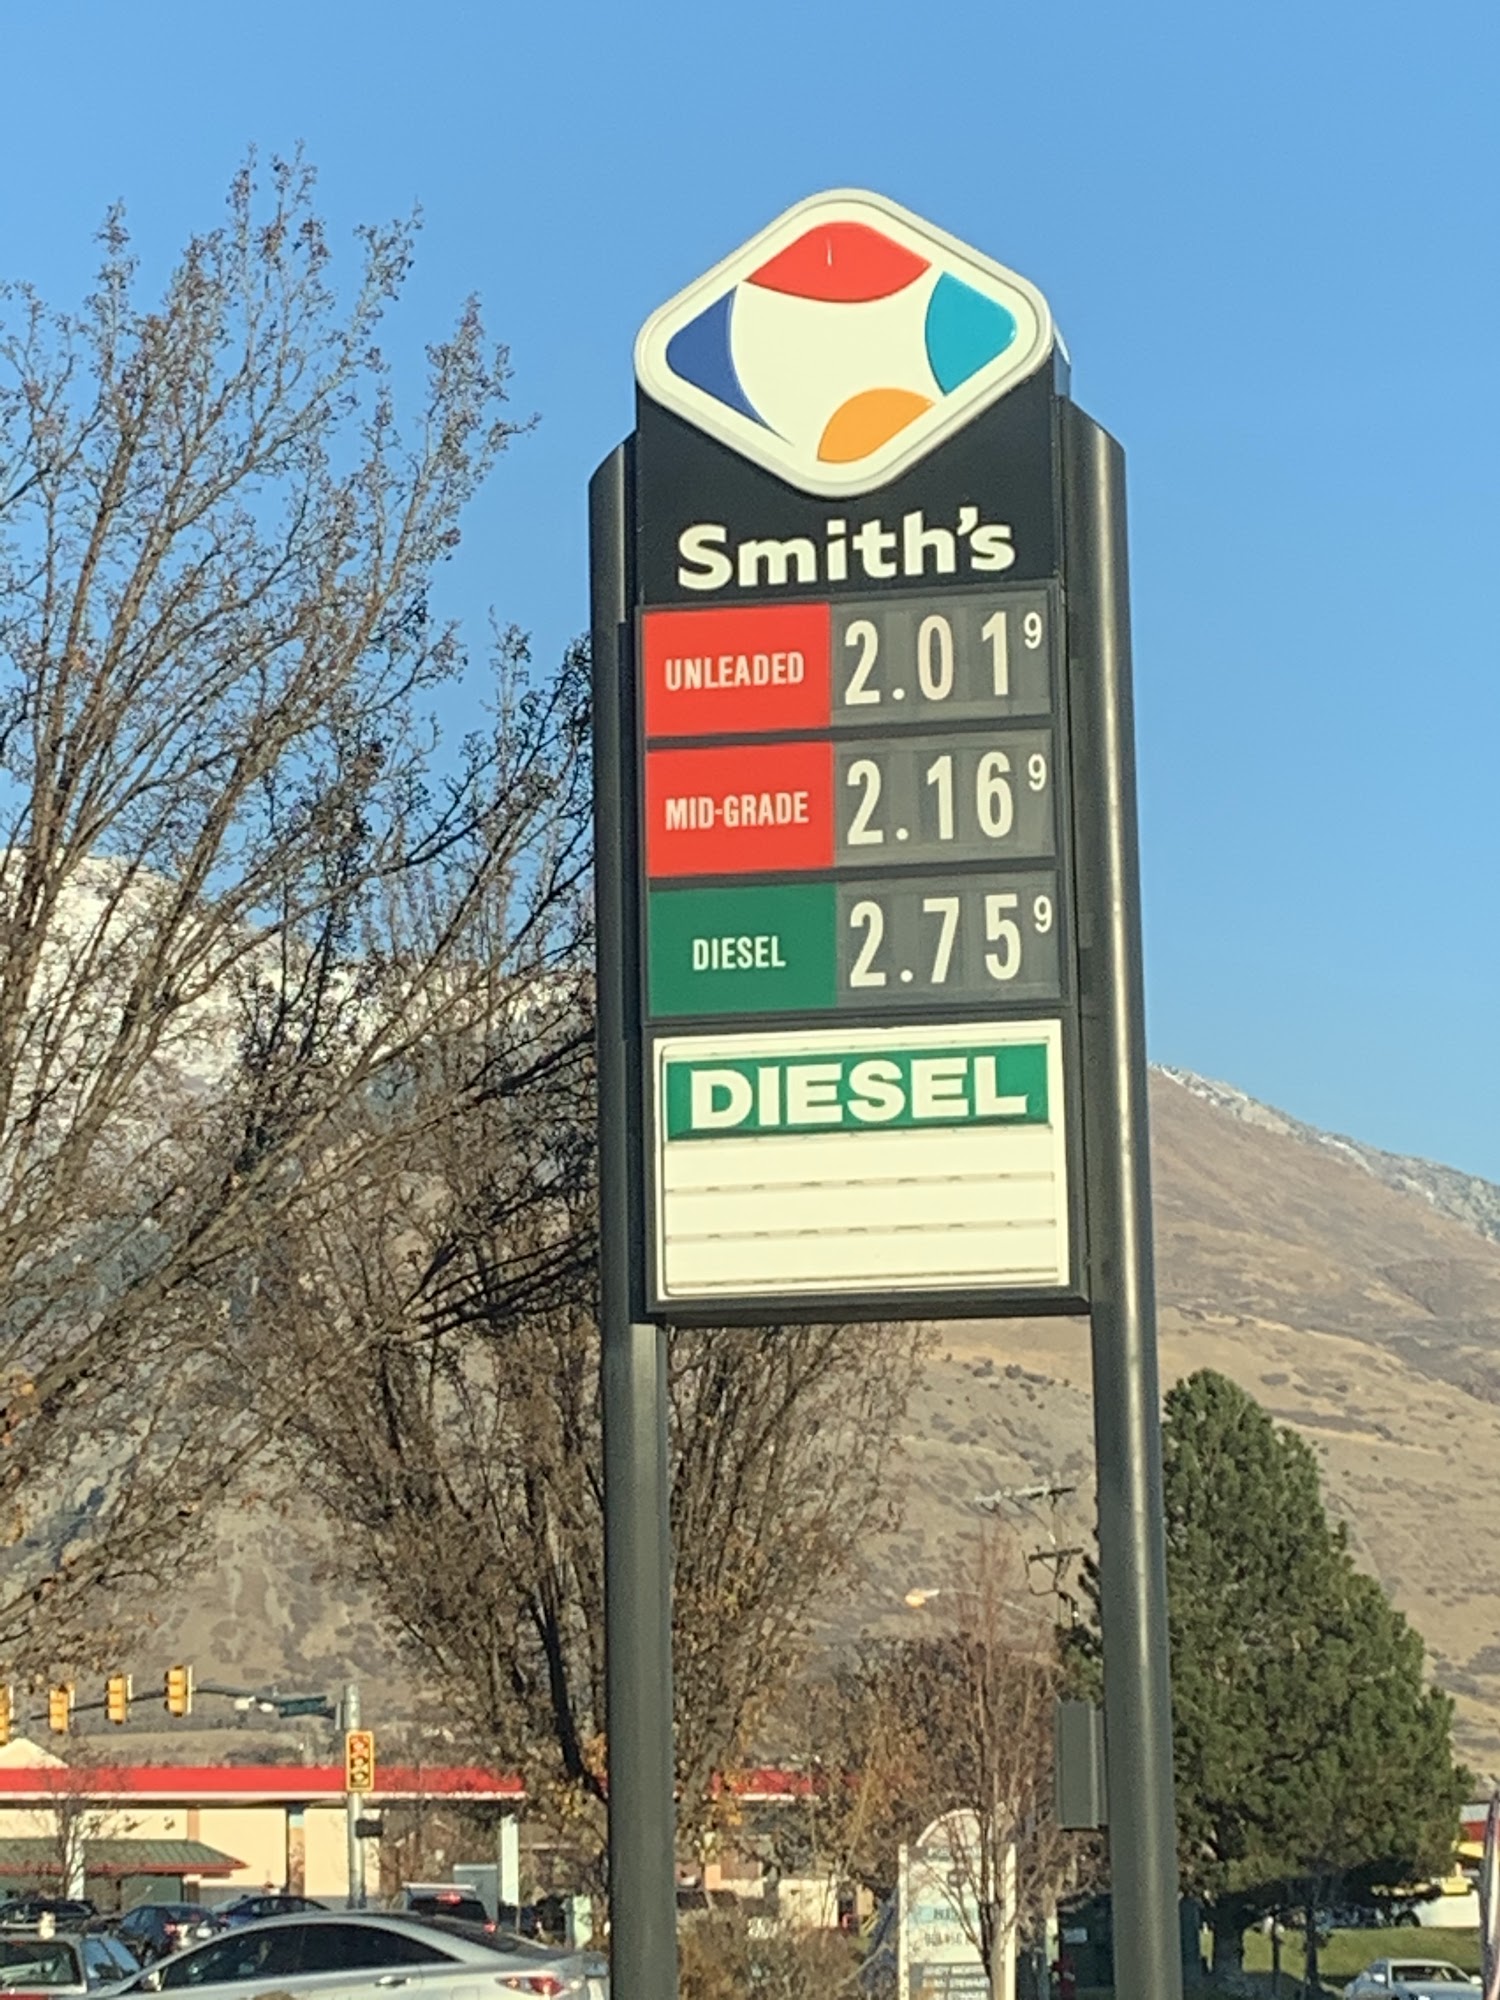 Smith's
UNLEADED 2.01⁹
MID-GRADE 2.16⁹
DIESEL 2.75⁹
DIESEL